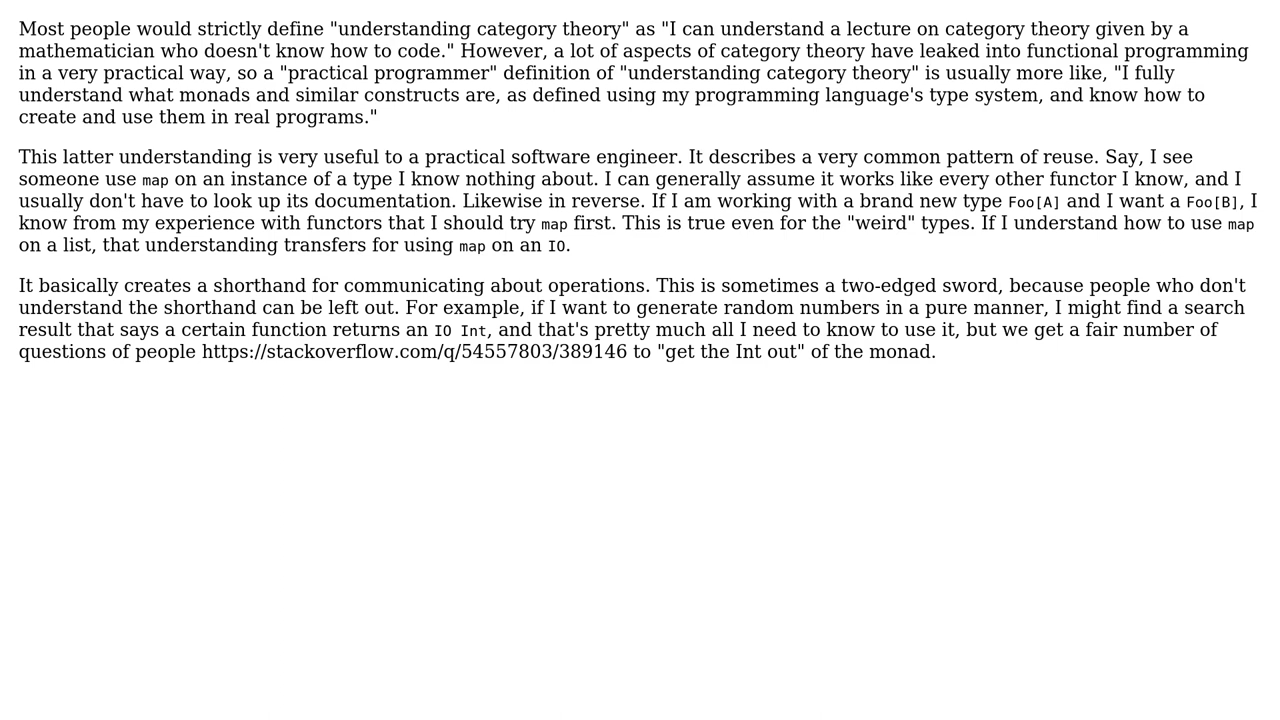 Most people would strictly define "understanding category theory" as "I can understand a lecture on category theory given by a
mathematician who doesn't know how to code." However, a lot of aspects of category theory have leaked into functional programming
in a very practical way, so a "practical programmer" definition of "understanding category theory" is usually more like, "I fully
understand what monads and similar constructs are, as defined using my programming language's type system, and know how to
create and use them in real programs."
This latter understanding is very useful to a practical software engineer. It describes a very common pattern of reuse. Say, I see
someone use map on an instance of a type I know nothing about. I can generally assume it works like every other functor I know, and I
usually don't have to look up its documentation. Likewise in reverse. If I am working with a brand new type Foo[A] and I want a Foo[B], I
know from my experience with functors that I should try map first. This is true even for the "weird" types. If I understand how to use map
on a list, that understanding transfers for using map on an IO.
It basically creates a shorthand for communicating about operations. This is sometimes a two-edged sword, because people who don't
understand the shorthand can be left out. For example, if I want to generate random numbers in a pure manner, I might find a search
result that says a certain function returns an IO Int, and that's pretty much all I need to know to use it, but we get a fair number of
questions of people https://stackoverflow.com/q/54557803/389146 to "get the Int out" of the monad.